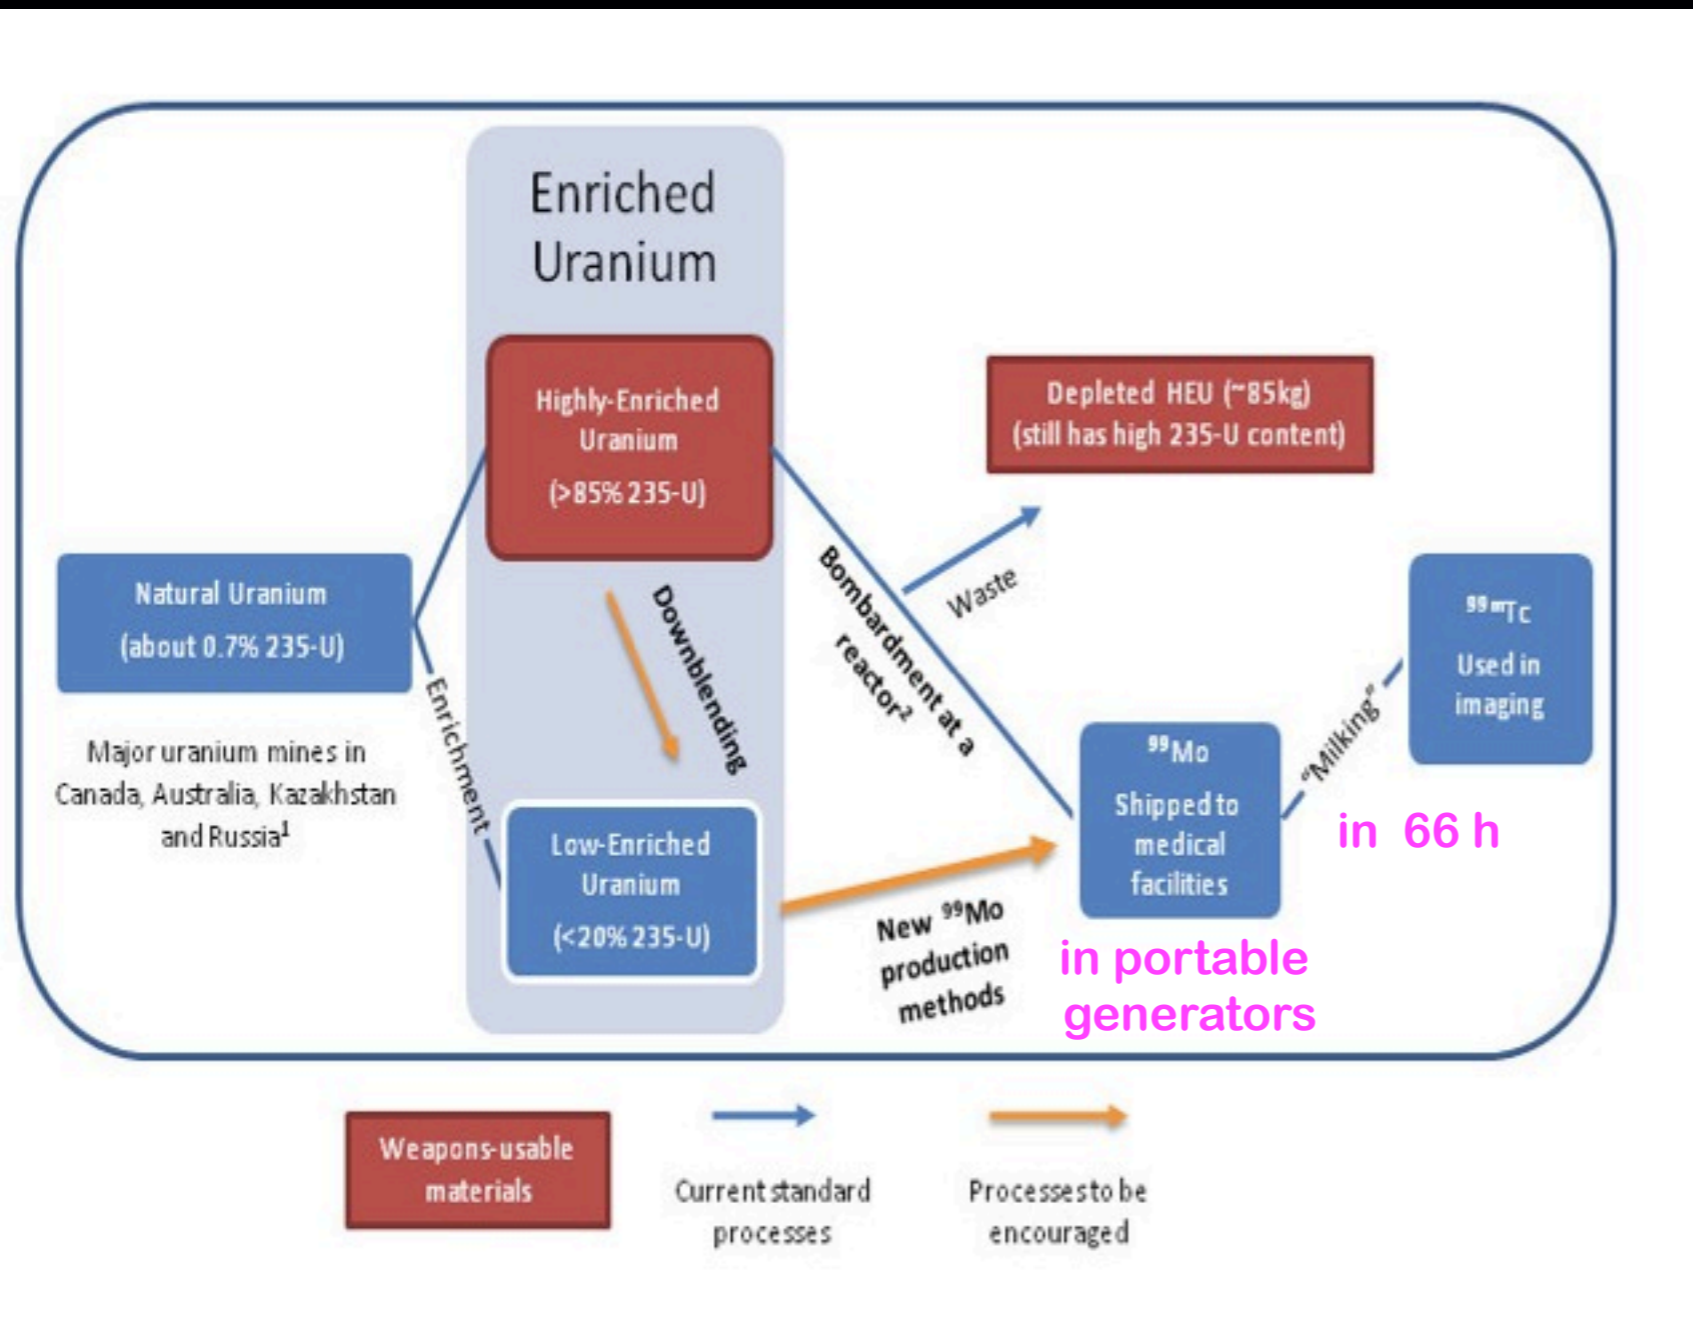 Enriched
Uranium
Highly-Enriched
Uranium
(>85% 235-U)
Depleted HEU (~85kg)
(still has high 235-U content)
Natural Uranium
(about 0.7% 235-U)
Major uranium mines in
Canada, Australia, Kazakhstan
and Russia¹
Enrichment
Downblending
Low-Enriched
Uranium
(<20% 235-U)
Bombardment at a
reactor²
Waste
New ⁹⁹Mo
production
methods
⁹⁹Mo
Shipped to
medical
facilities
in portable
generators
"Milking"
in 66 h
⁹⁹ᵐTc
Used in
imaging
Weapons-usable
materials
Current standard
processes
Processes to be
encouraged